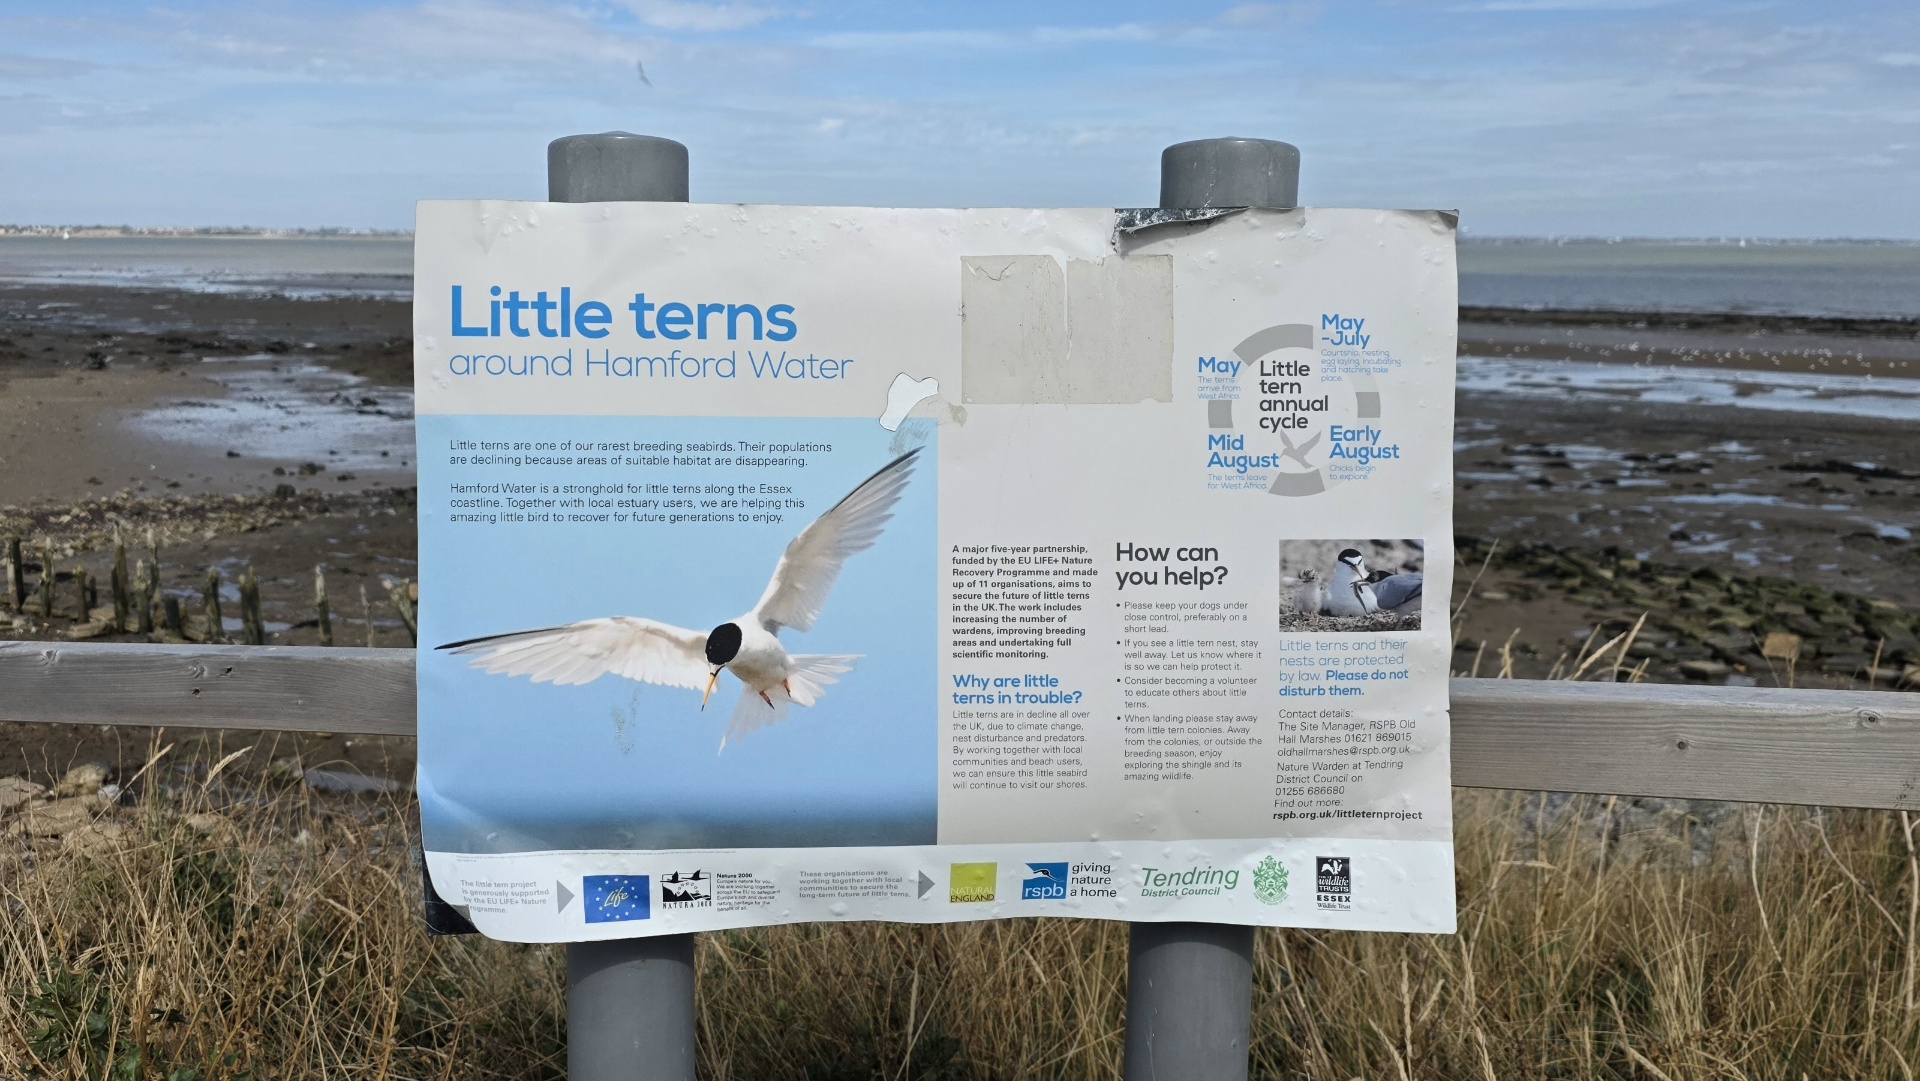 Little terns
around Hamford Water
Little terns are one of our rarest breeding seabirds. Their populations
are declining because areas of suitable habitat are disappearing.
Hamford Water is a stronghold for little terns along the Essex
coastline. Together with local estuary users, we are helping this
amazing little bird to recover for future generations to enjoy.
Little
tern
annual
cycle
May
The terns
arrive from
West Africa.
May
-July
Courtship, nesting,
egg laying, incubating
and hatching take
place.
Early
August
Chicks begin
to explore.
Mid
August
The terns leave
for West Africa.
A major five-year partnership,
funded by the EU LIFE+ Nature
Recovery Programme and made
up of 11 organisations, aims to
secure the future of little terns
in the UK. The work includes
increasing the number of
wardens, improving breeding
areas and undertaking full
scientific monitoring.
Why are little
terns in trouble?
Little terns are in decline all over
the UK, due to climate change,
nest disturbance and predators.
By working together with local
communities and beach users,
we can ensure this little seabird
will continue to visit our shores.
How can
you help?
• Please keep your dogs under
close control, preferably on a
short lead.
• If you see a little tern nest, stay
well away. Let us know where it
is so we can help protect it.
• Consider becoming a volunteer
to educate others about little
terns.
• When landing please stay away
from little tern colonies. Away
from the colonies, or outside the
breeding season, enjoy
exploring the shingle and its
amazing wildlife.
Little terns and their
nests are protected
by law. Please do not
disturb them.
Contact details:
The Site Manager, RSPB Old
Hall Marshes 01621 869015
oldhallmarshes@rspb.org.uk
Nature Warden at Tendring
District Council on
01255 686680
Find out more:
rspb.org.uk/littleternproject
The little tern project
is generously supported
by the EU LIFE+ Nature
Programme.
Life
NATURA 2000
Natura 2000
Europe's nature for you.
These organisations are
working together with local
communities to secure the
long-term future of little terns.
NATURAL
ENGLAND
rspb
giving
nature
a home
Tendring
District Council
wildlife
TRUSTS
ESSEX
Wildlife Trust